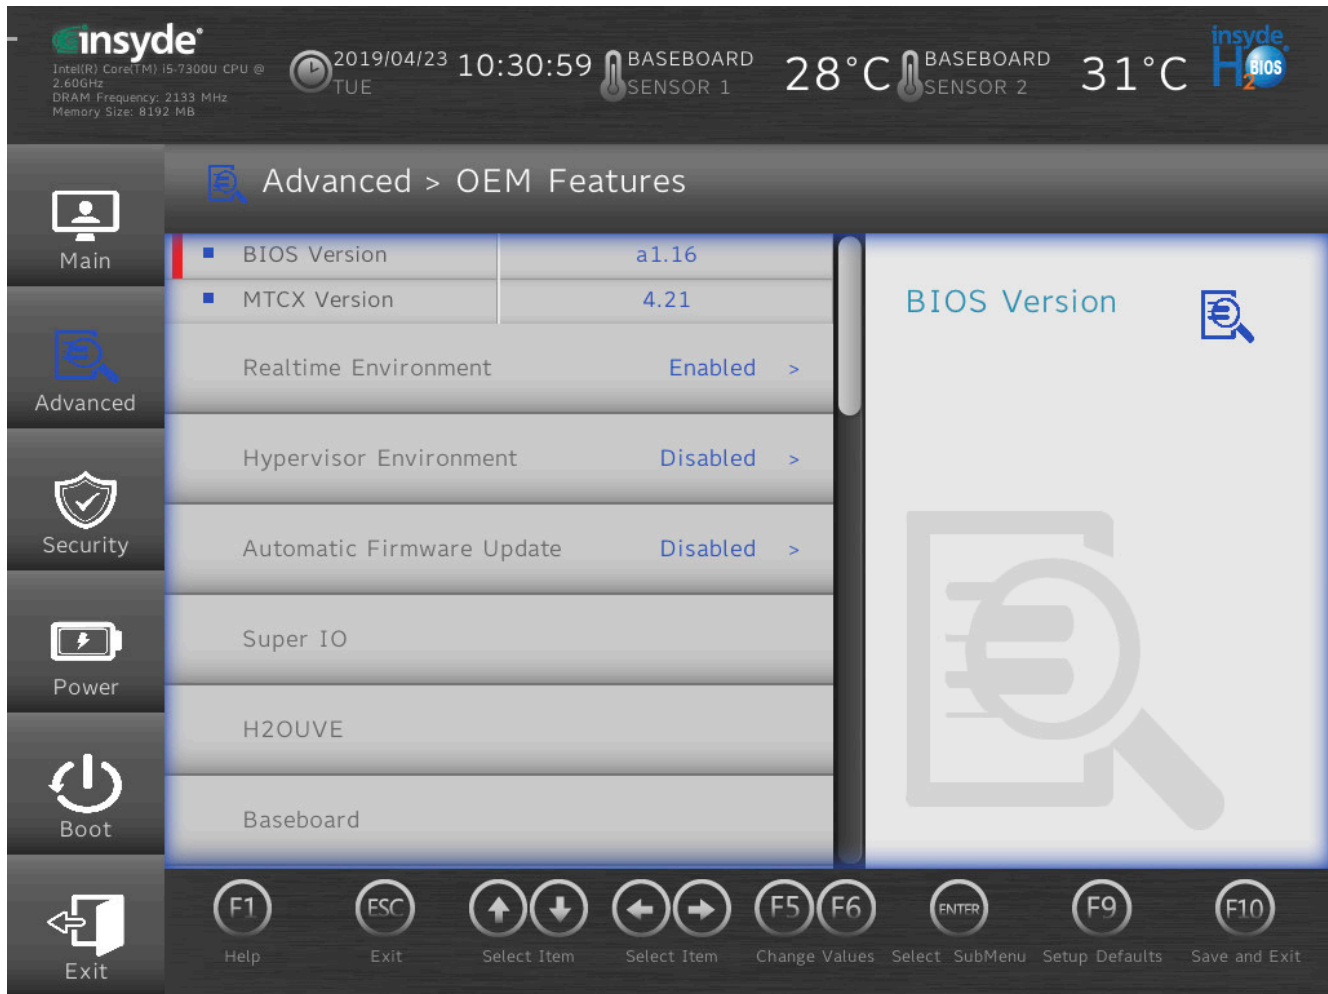 insyde®
Intel(R) Core(TM) i5-7300U CPU @
2.60GHz
DRAM Frequency: 2133 MHz
Memory Size: 8192 MB
2019/04/23
TUE
10:30:59
BASEBOARD
SENSOR 1
28°C
BASEBOARD
SENSOR 2
31°C
insyde®
H2O BIOS
Advanced > OEM Features
Main
Advanced
Security
Power
Boot
Exit
BIOS Version a1.16
MTCX Version 4.21
Realtime Environment Enabled >
Hypervisor Environment Disabled >
Automatic Firmware Update Disabled >
Super IO
H2OUVE
Baseboard
BIOS Version
F1
Help
ESC
Exit
Select Item
Select Item
F5 F6
Change Values
ENTER
Select SubMenu
F9
Setup Defaults
F10
Save and Exit